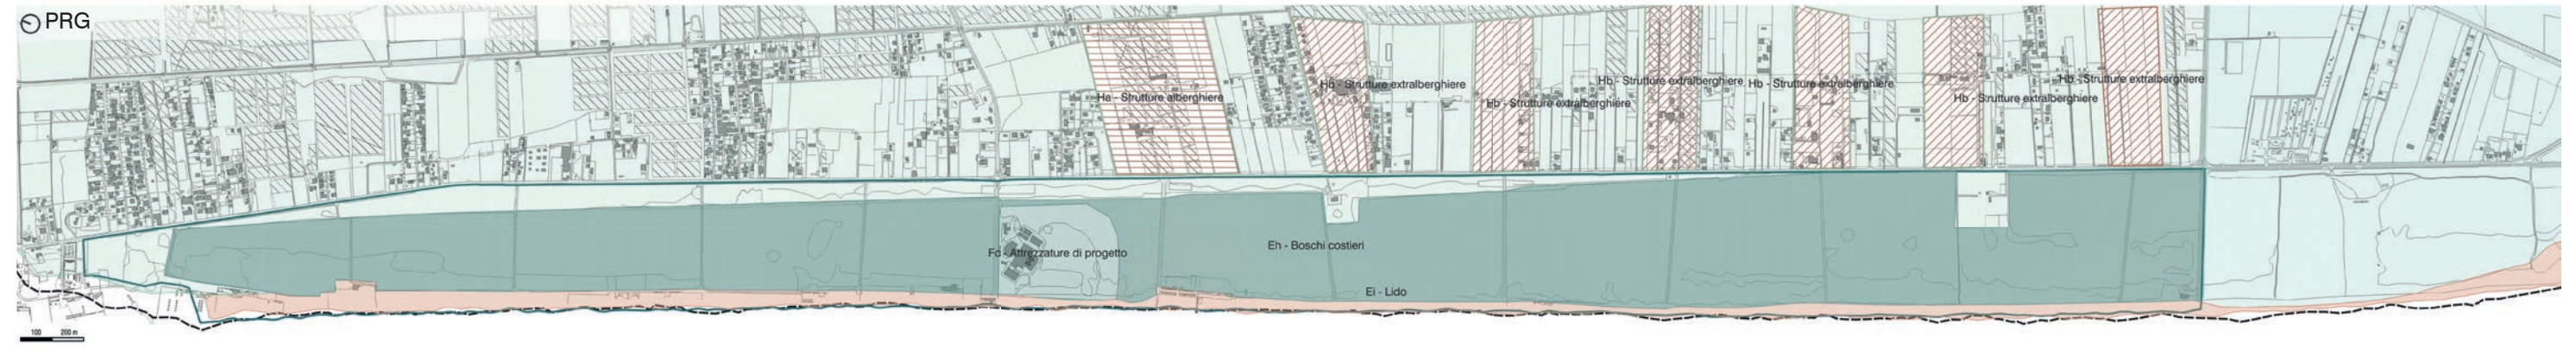 PRG
Ha - Strutture alberghiere
Hb - Strutture extralberghiere
Hb - Strutture extralberghiere
Hb - Strutture extralberghiere
Hb - Strutture extralberghiere
Hb - Strutture extralberghiere
Hb - Strutture extralberghiere
Fd - Attrezzature di progetto
Eh - Boschi costieri
Ei - Lido
100 200 m